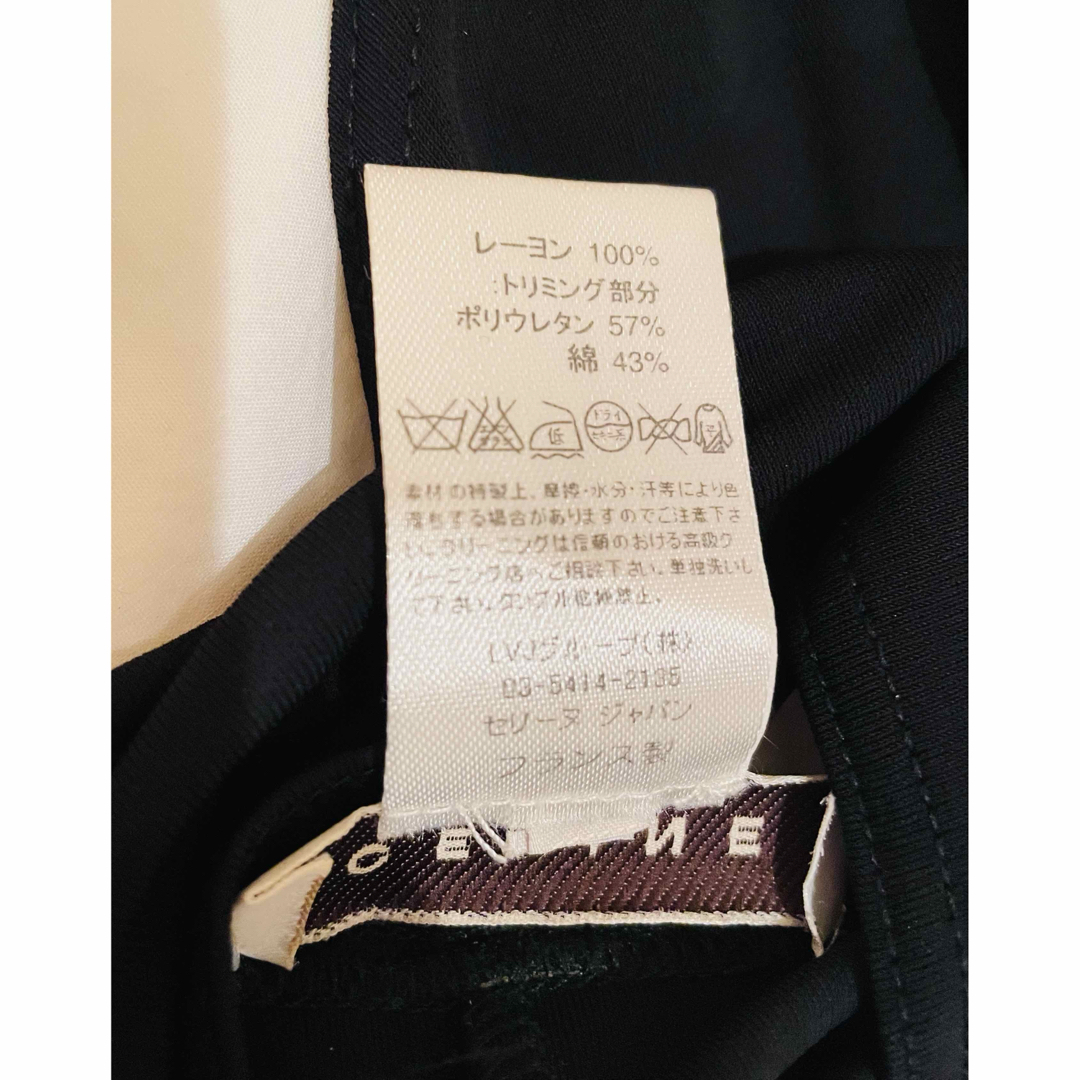 レーヨン 100%
:トリミング部分
ポリウレタン 57%
綿 43%
低
ドライ
素材の特製上、摩擦・水分・汗等により色
落ちする場合がありますのでご注意下さ
い。クリーニングは信頼のおける高級ク
リーニング店へご相談下さい。単独洗いし
て下さい。タンブル乾燥禁止。
LVJグループ(株)
03-5414-2135
セリーヌ ジャパン
フランス製
CELINE